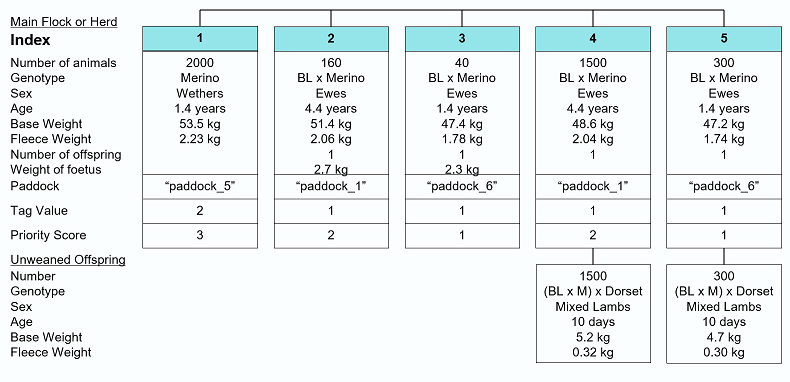 Main Flock or Herd
Index 1 2 3 4 5
Number of animals 2000 160 40 1500 300
Genotype Merino BL x Merino BL x Merino BL x Merino BL x Merino
Sex Wethers Ewes Ewes Ewes Ewes
Age 1.4 years 4.4 years 1.4 years 4.4 years 1.4 years
Base Weight 53.5 kg 51.4 kg 47.4 kg 48.6 kg 47.2 kg
Fleece Weight 2.23 kg 2.06 kg 1.78 kg 2.04 kg 1.74 kg
Number of offspring 1 1 1 1
Weight of foetus 2.7 kg 2.3 kg
Paddock “paddock_5” “paddock_1” “paddock_6” “paddock_1” “paddock_6”
Tag Value 2 1 1 1 1
Priority Score 3 2 1 2 1
Unweaned Offspring
Number 1500 300
Genotype (BL x M) x Dorset (BL x M) x Dorset
Sex Mixed Lambs Mixed Lambs
Age 10 days 10 days
Base Weight 5.2 kg 4.7 kg
Fleece Weight 0.32 kg 0.30 kg